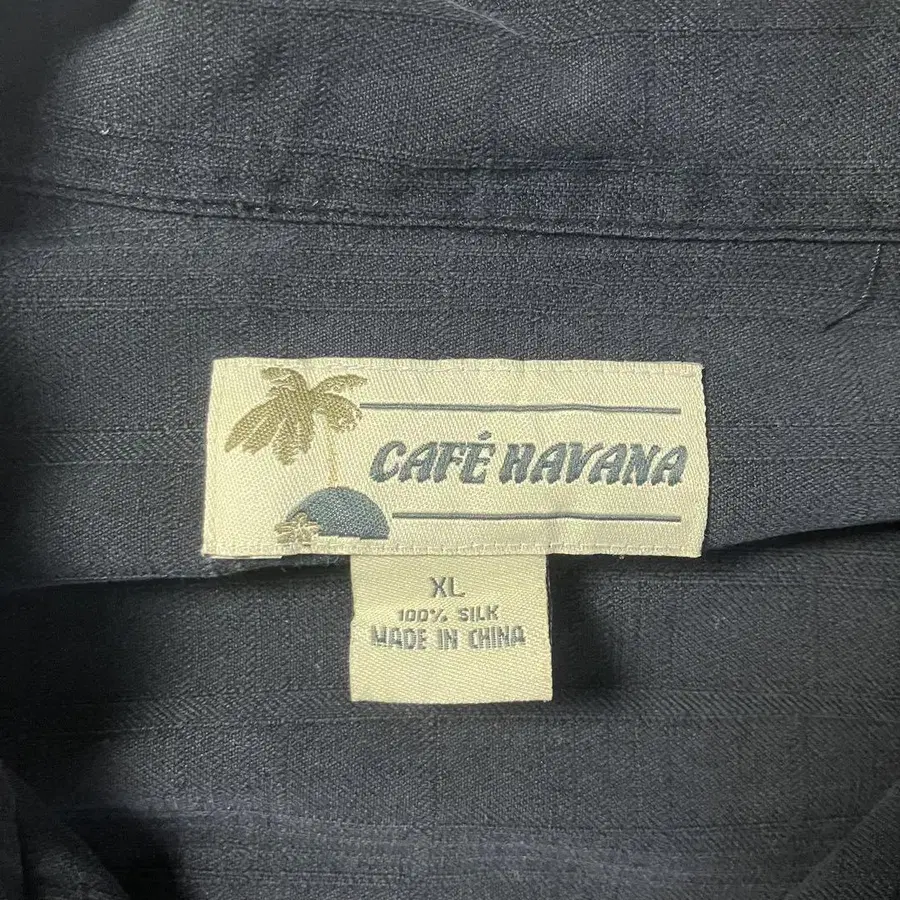 CAFÉ HAVANA
XL
100% SILK
MADE IN CHINA